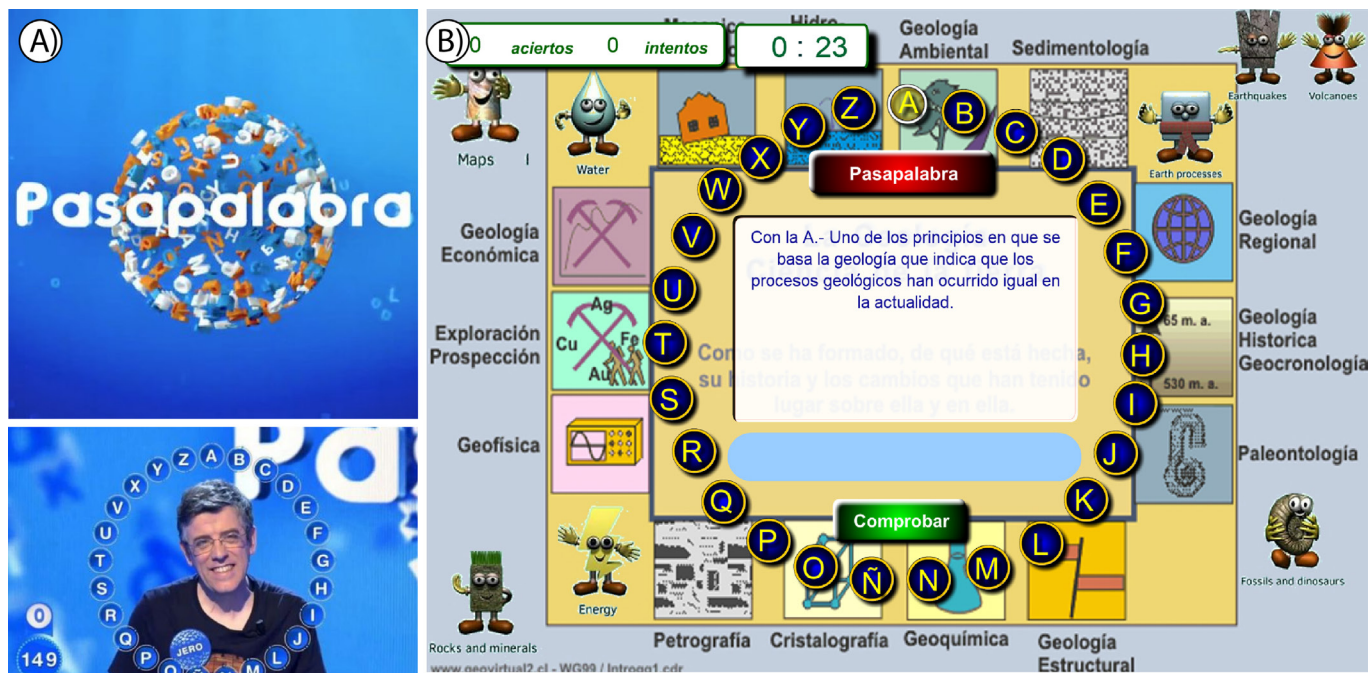 A)
Pasapalabra
A
B
C
D
E
F
G
H
I
J
L
M
O
P
Q
R
S
T
U
V
X
Y
Z
0
149
JERO
B)
0 aciertos 0 intentos
0 : 23
Hidro-
Geología
Ambiental
Sedimentología
Earthquakes
Volcanoes
Maps I
Water
Earth processes
Geología
Económica
Exploración
Prospección
Ag
Cu
Fe
Au
Geofísica
Energy
Rocks and minerals
Geología
Regional
65 m. a.
530 m. a.
Geología
Historica
Geocronología
Paleontología
Fossils and dinosaurs
A
B
C
D
E
F
G
H
I
J
K
L
M
N
Ñ
O
P
Q
R
S
T
U
V
W
X
Y
Z
Pasapalabra
Con la A.- Uno de los principios en que se
basa la geología que indica que los
procesos geológicos han ocurrido igual en
la actualidad.
Como se ha formado, de qué está hecha,
su historia y los cambios que han tenido
lugar sobre ella y en ella.
Comprobar
Petrografía
Cristalografía
Geoquímica
Geología
Estructural
www.geovirtual2.cl - WG99 / Introgg1.cdr